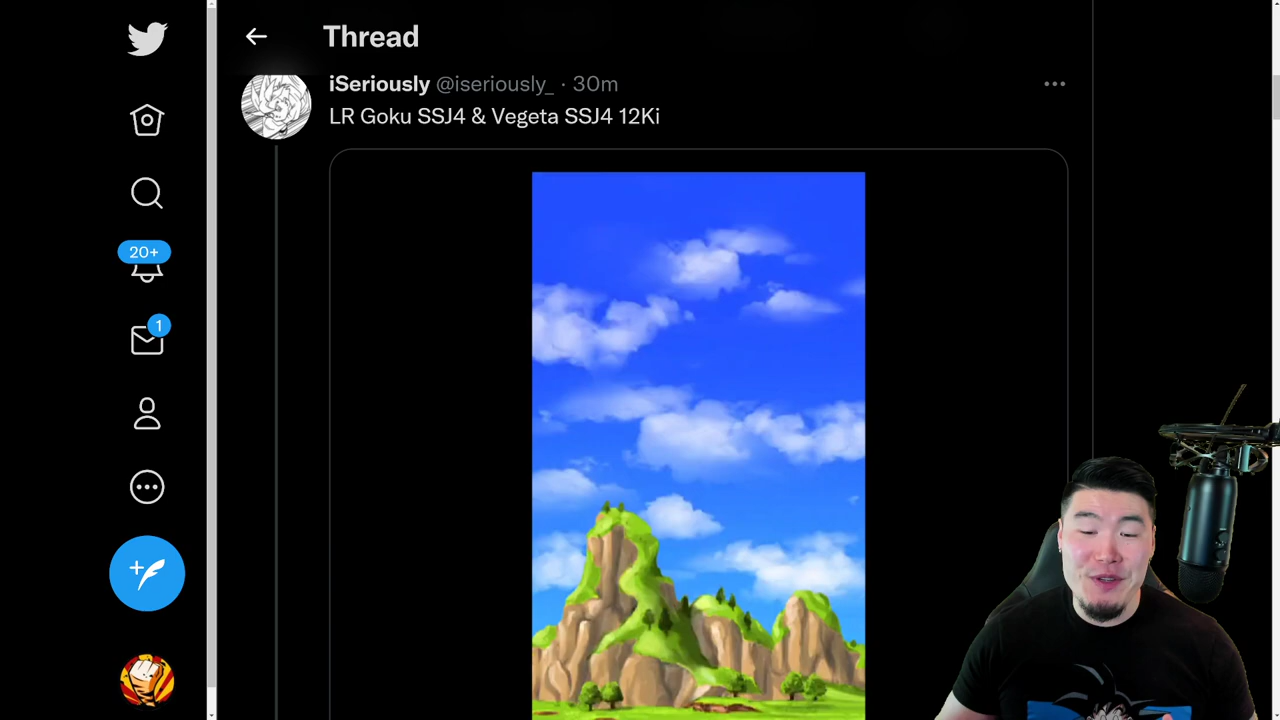 Thread
iSeriously @iseriously_ · 30m
LR Goku SSJ4 & Vegeta SSJ4 12Ki
20+
1